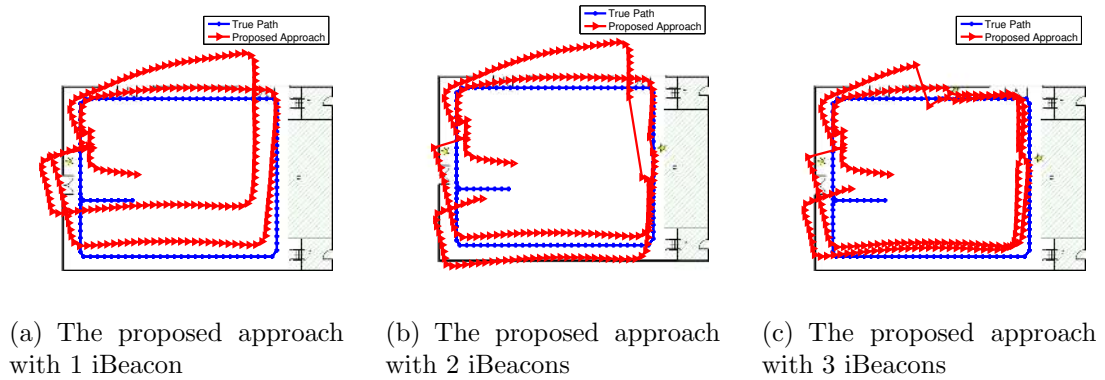 True Path
Proposed Approach
True Path
Proposed Approach
True Path
Proposed Approach
(a) The proposed approach
with 1 iBeacon
(b) The proposed approach
with 2 iBeacons
(c) The proposed approach
with 3 iBeacons